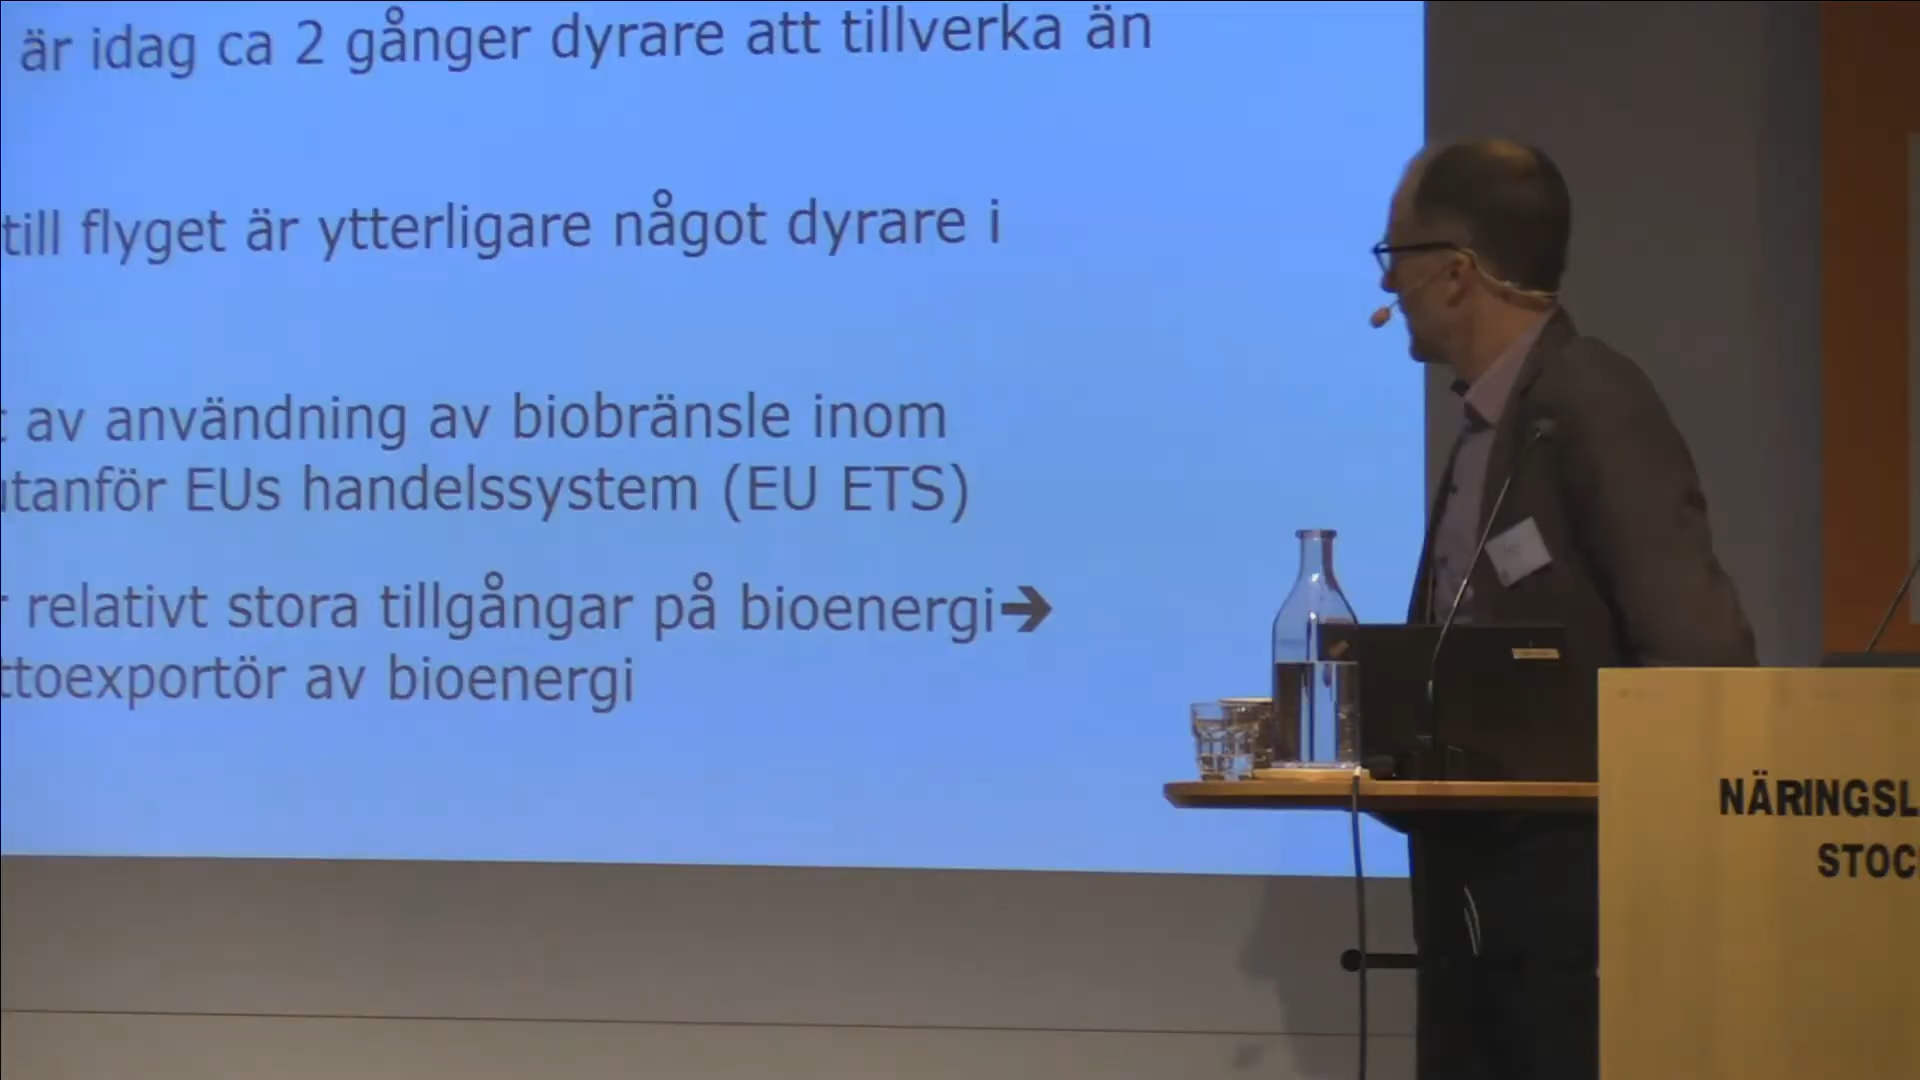 är idag ca 2 gånger dyrare att tillverka än
till flyget är ytterligare något dyrare i
av användning av biobränsle inom
utanför EUs handelssystem (EU ETS)
relativt stora tillgångar på bioenergi➔
ttoexportör av bioenergi
NÄRINGSL
STOC